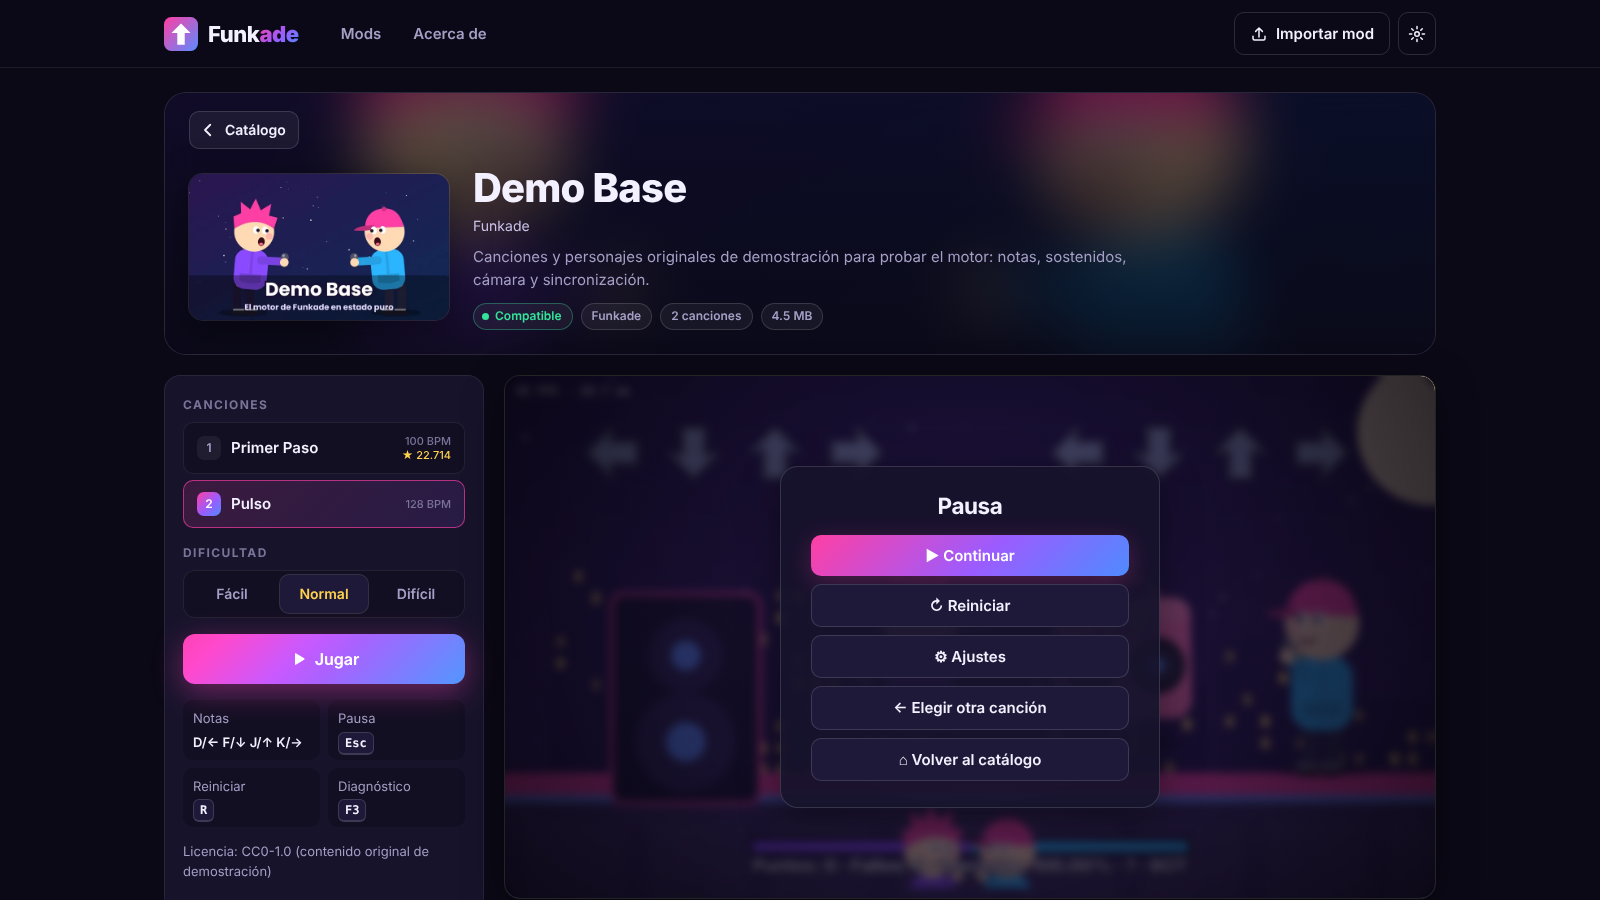 Funkade
Mods
Acerca de
Importar mod
Catálogo
Demo Base
El motor de Funkade en estado puro
Demo Base
Funkade
Canciones y personajes originales de demostración para probar el motor: notas, sostenidos,
cámara y sincronización.
Compatible
Funkade
2 canciones
4.5 MB
CANCIONES
1
Primer Paso
100 BPM
★ 22.714
2
Pulso
128 BPM
DIFICULTAD
Fácil
Normal
Difícil
▶ Jugar
Notas
D/← F/↓ J/↑ K/→
Pausa
Esc
Reiniciar
R
Diagnóstico
F3
Licencia: CC0-1.0 (contenido original de
demostración)
Pausa
▶ Continuar
↻ Reiniciar
⚙ Ajustes
← Elegir otra canción
⌂ Volver al catálogo